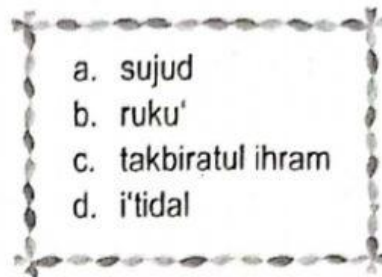 a. sujud
b. ruku'
c. takbiratul ihram
d. i'tidal